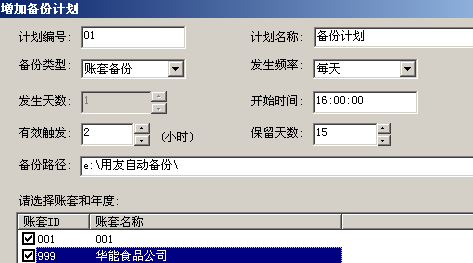 增加备份计划
计划编号: 01 计划名称: 备份计划
备份类型: 账套备份 发生频率: 每天
发生天数: 1 开始时间: 16:00:00
有效触发: 2 (小时) 保留天数: 15
备份路径: e:\用友自动备份\
请选择账套和年度:
账套ID 账套名称
001 001
999 华能食品公司